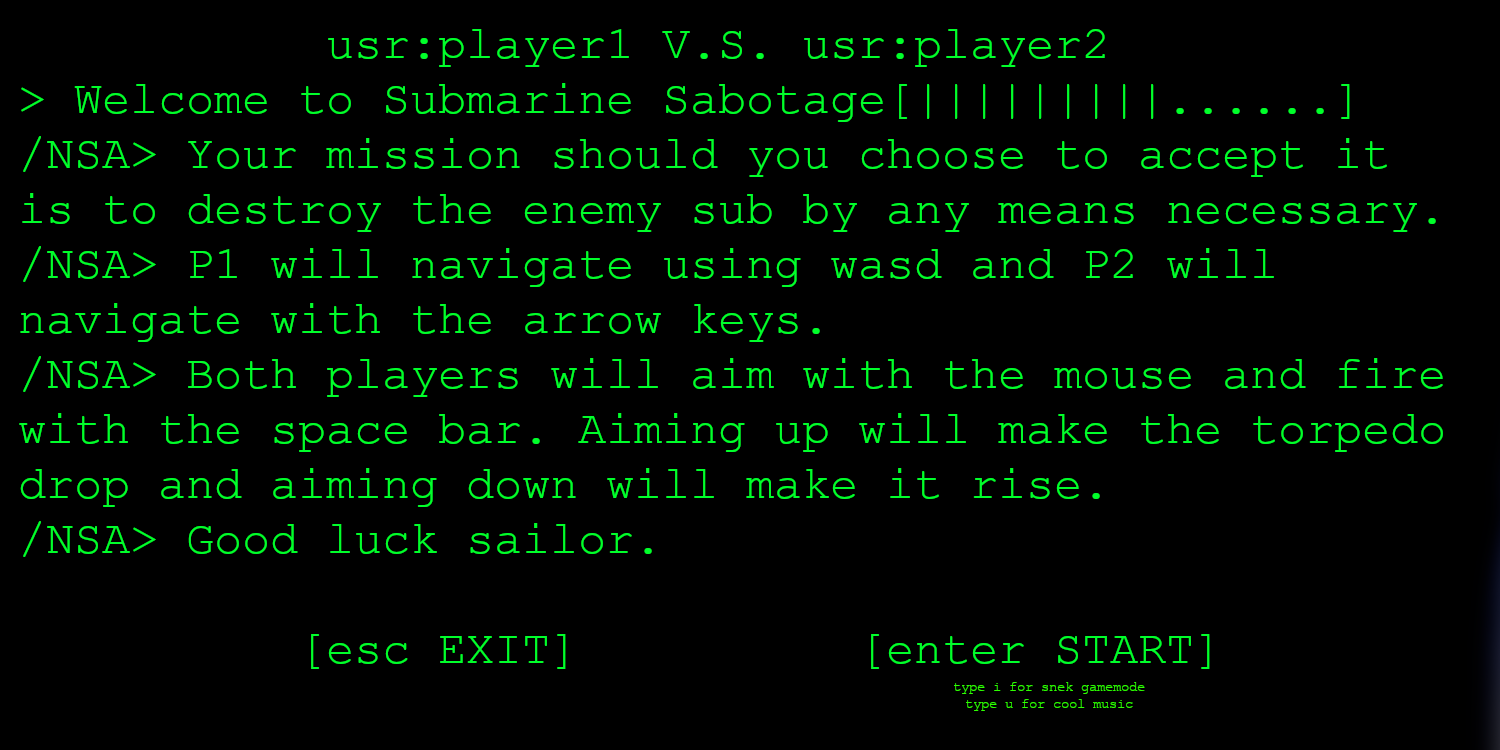 usr:player1 V.S. usr:player2
> Welcome to Submarine Sabotage[|||||||||......]
/NSA> Your mission should you choose to accept it
is to destroy the enemy sub by any means necessary.
/NSA> P1 will navigate using wasd and P2 will
navigate with the arrow keys.
/NSA> Both players will aim with the mouse and fire
with the space bar. Aiming up will make the torpedo
drop and aiming down will make it rise.
/NSA> Good luck sailor.
[esc EXIT] [enter START]
type i for snek gamemode
type u for cool music